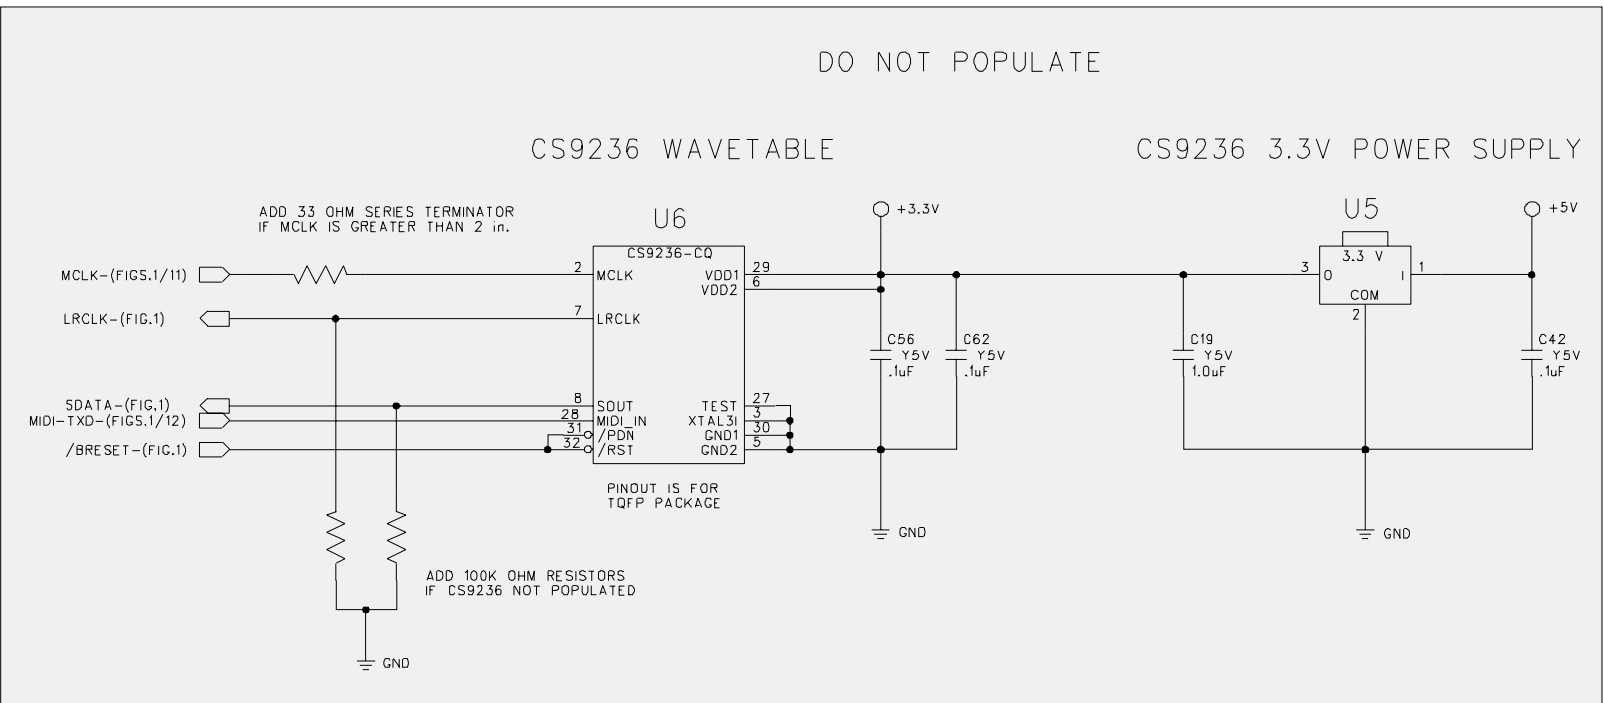 DO NOT POPULATE
CS9236 WAVETABLE
CS9236 3.3V POWER SUPPLY
ADD 33 OHM SERIES TERMINATOR
IF MCLK IS GREATER THAN 2 in.
U6
+3.3V
U5
+5V
CS9236-CQ
3.3 V
MCLK-(FIGS.1/11)
2
MCLK
VDD1
29
3
O
I
1
VDD2
6
COM
2
LRCLK-(FIG.1)
7
LRCLK
C56
Y5V
.1uF
C62
Y5V
.1uF
C19
Y5V
1.0uF
C42
Y5V
.1uF
SDATA-(FIG,1)
8
SOUT
TEST
27
MIDI-TXD-(FIGS.1/12)
28
MIDI_IN
XTAL3I
3
31
/PDN
GND1
30
/BRESET-(FIG.1)
32
/RST
GND2
5
PINOUT IS FOR
TQFP PACKAGE
GND
GND
ADD 100K OHM RESISTORS
IF CS9236 NOT POPULATED
GND